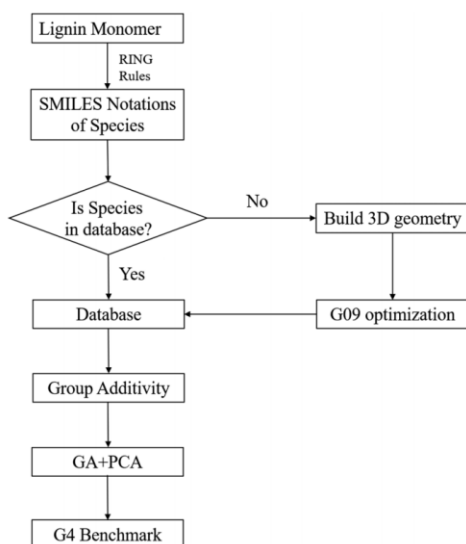 Lignin Monomer
RING
Rules
SMILES Notations
of Species
Is Species
in database?
No
Build 3D geometry
Yes
Database
G09 optimization
Group Additivity
GA+PCA
G4 Benchmark